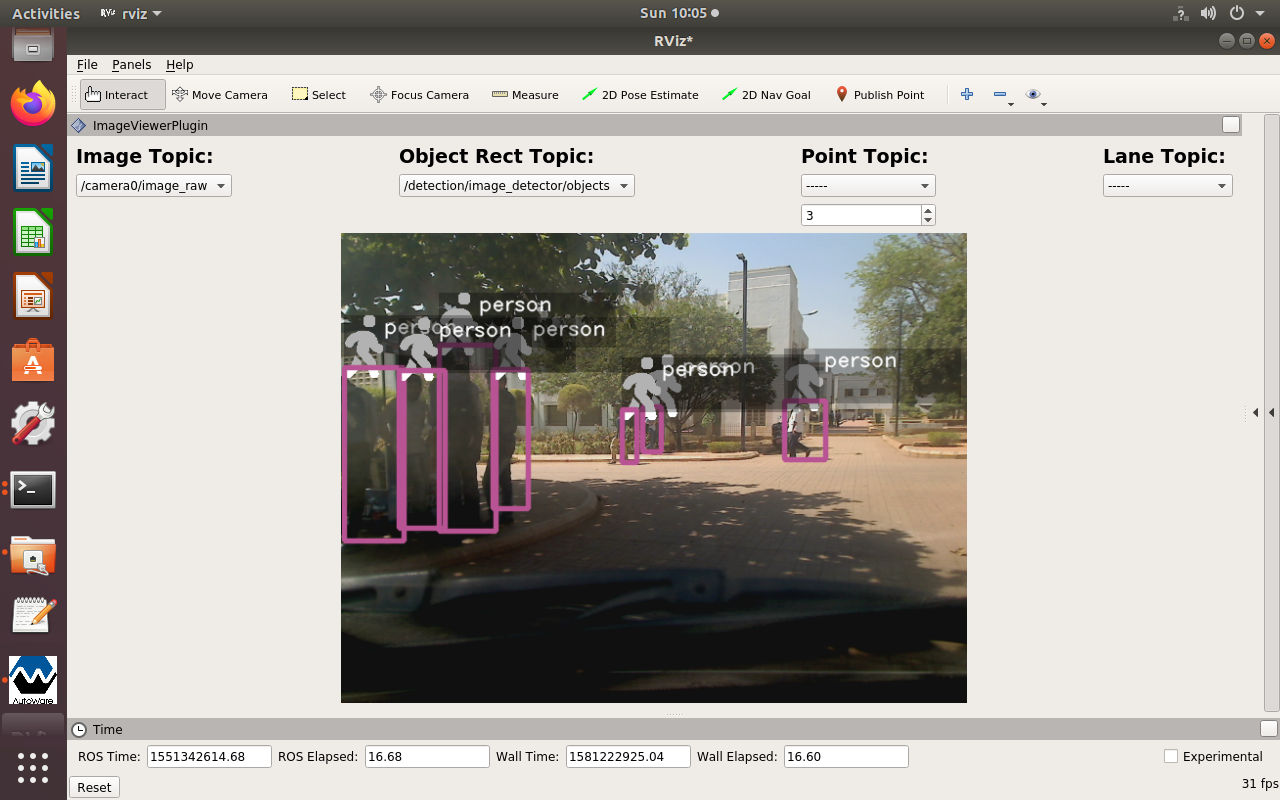 Activities rviz Sun 10:05
RViz*
File Panels Help
Interact Move Camera Select Focus Camera Measure 2D Pose Estimate 2D Nav Goal Publish Point
ImageViewerPlugin
Image Topic: Object Rect Topic: Point Topic: Lane Topic:
/camera0/image_raw /detection/image_detector/objects ----- -----
3
person
person person person
person
person person
AutoWare
Time
ROS Time: 1551342614.68 ROS Elapsed: 16.68 Wall Time: 1581222925.04 Wall Elapsed: 16.60 Experimental
Reset 31 fps